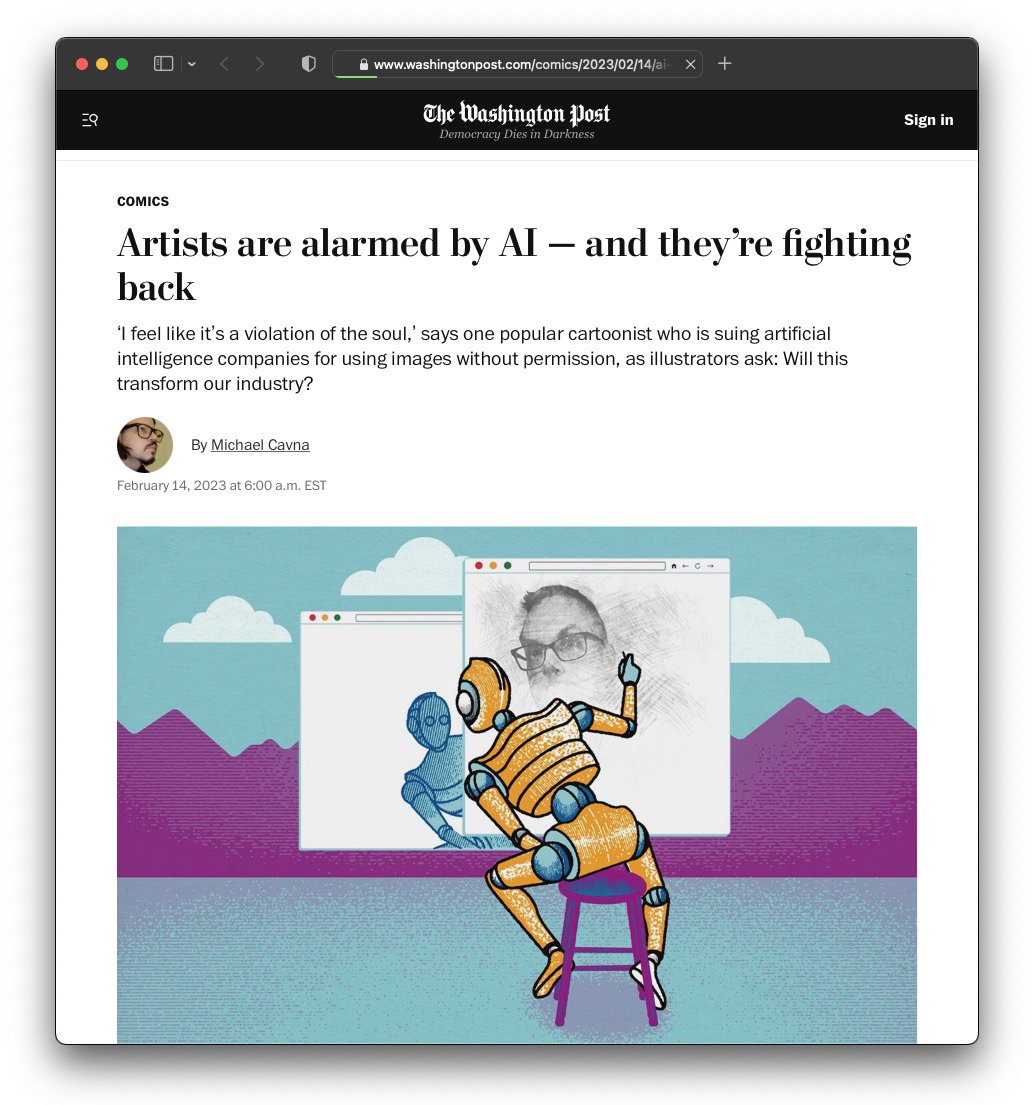 www.washingtonpost.com/comics/2023/02/14/ai-
The Washington Post
Democracy Dies in Darkness
Sign in
COMICS
Artists are alarmed by AI — and they’re fighting
back
‘I feel like it’s a violation of the soul,’ says one popular cartoonist who is suing artificial
intelligence companies for using images without permission, as illustrators ask: Will this
transform our industry?
By Michael Cavna
February 14, 2023 at 6:00 a.m. EST